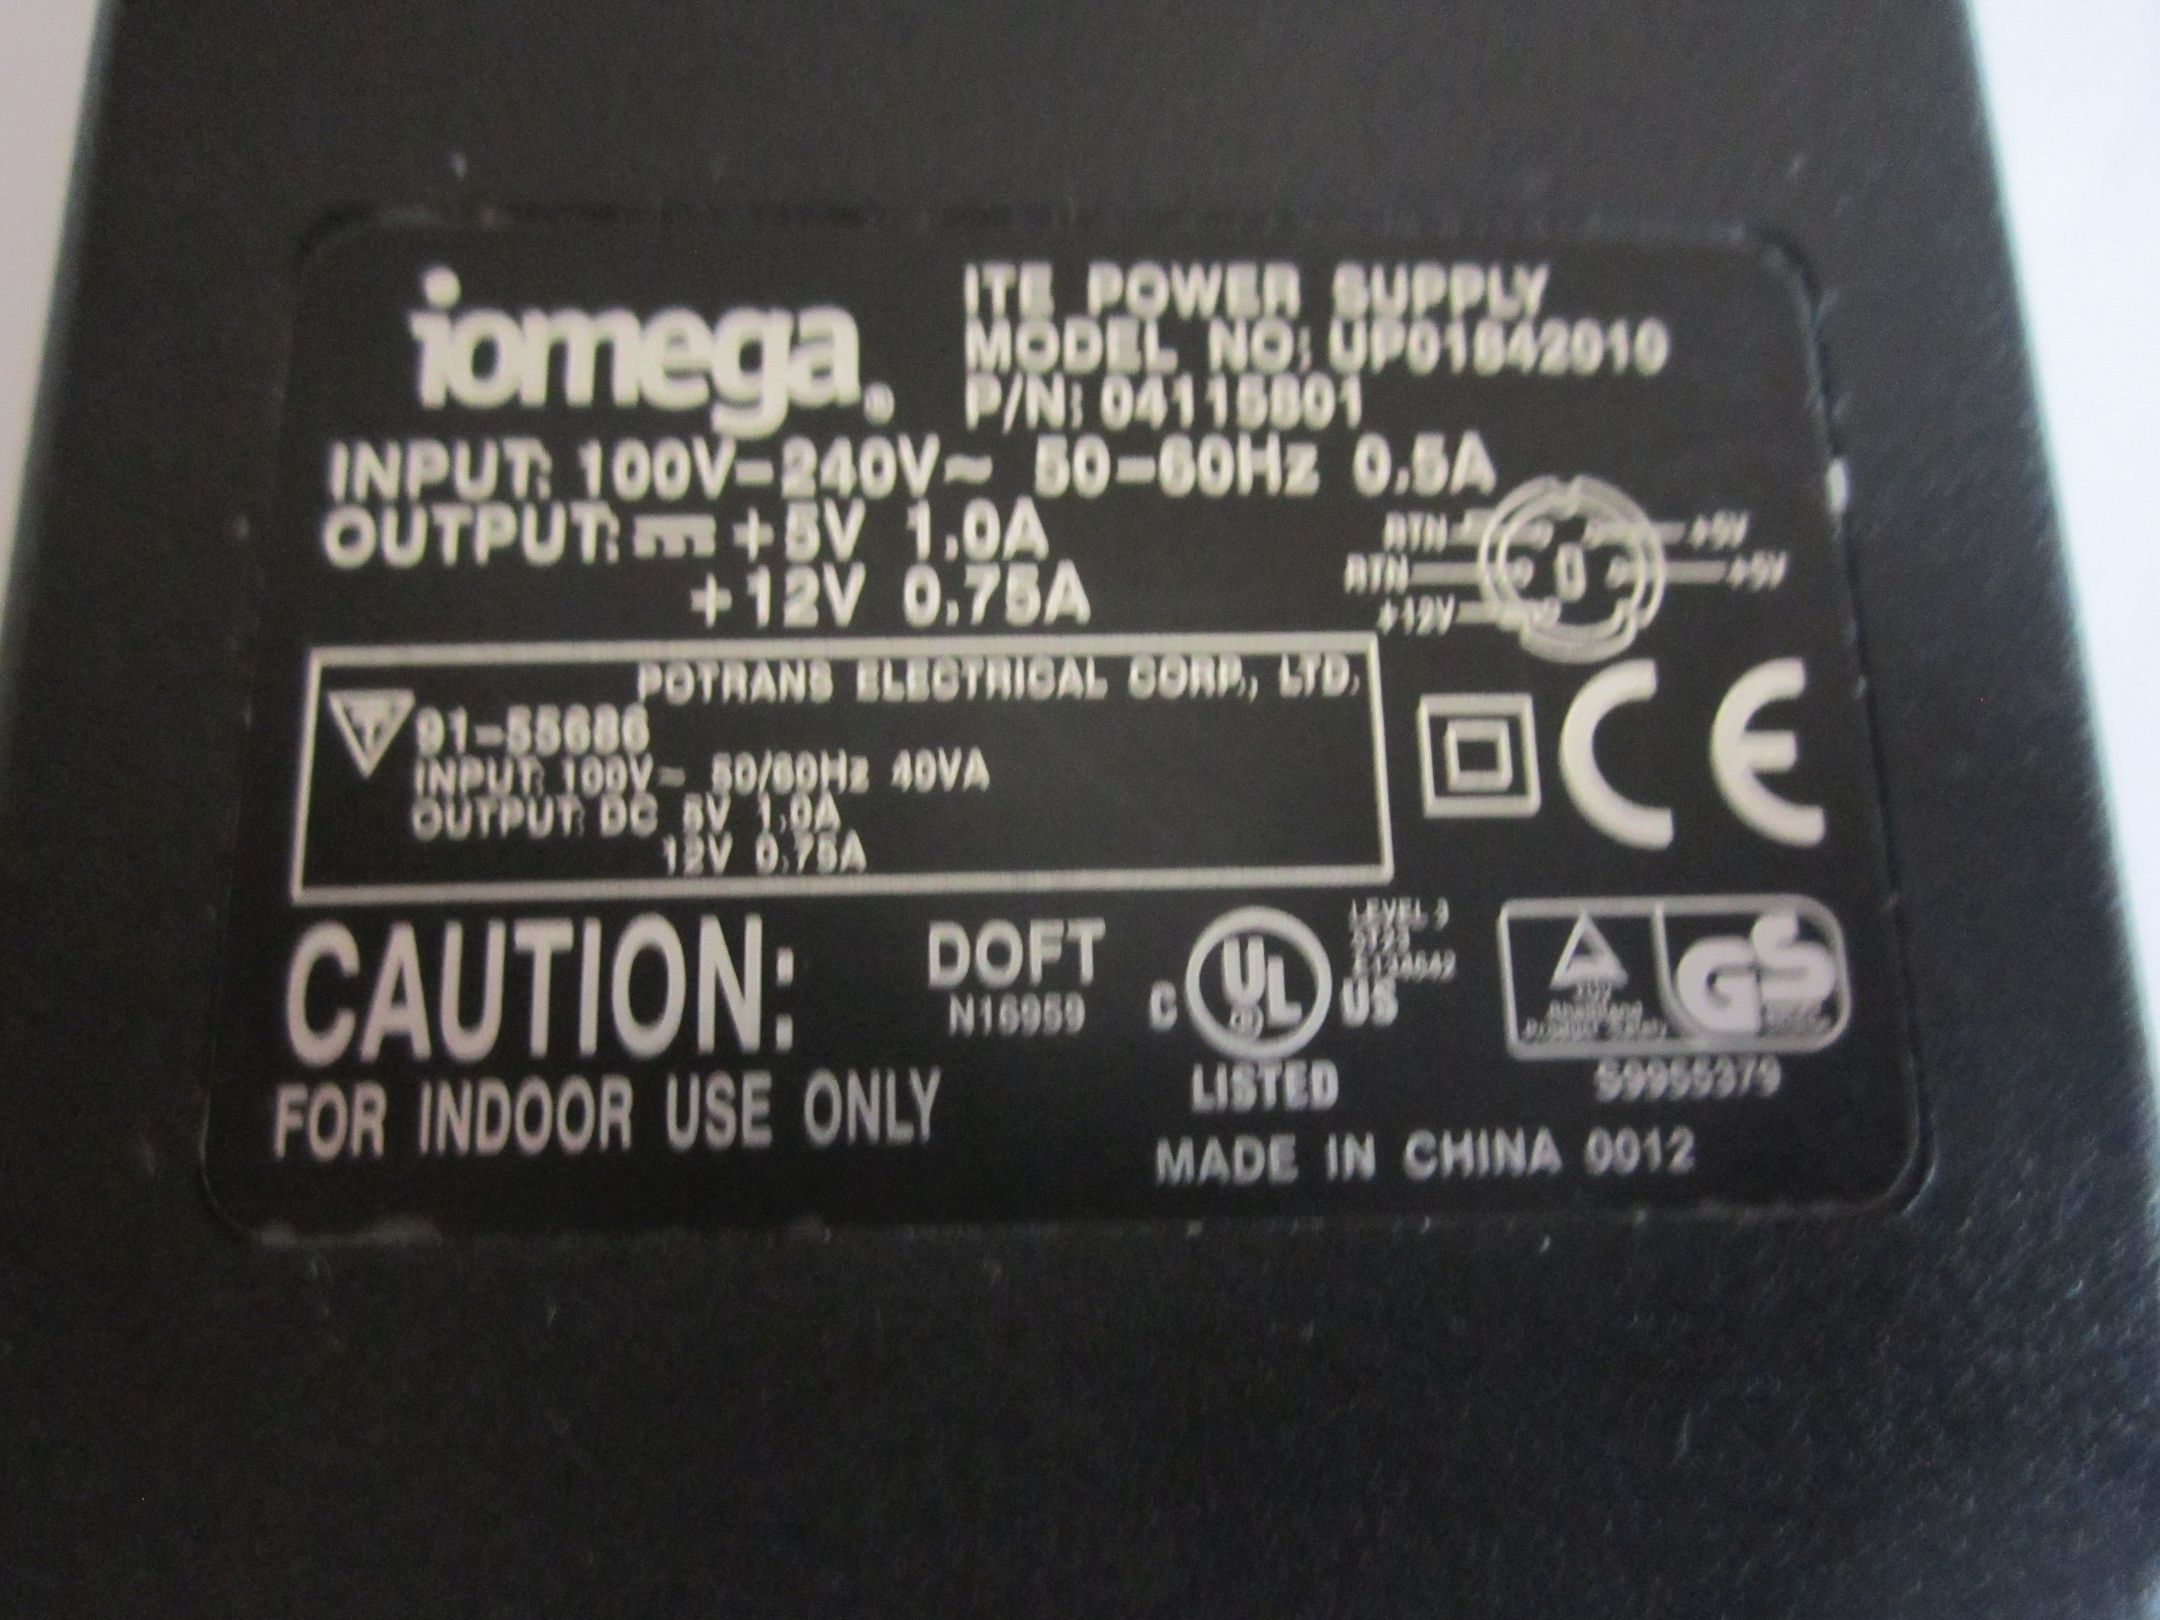 iomega®
ITE POWER SUPPLY
MODEL NO: UP01842010
P/N: 04115801
INPUT: 100V-240V~ 50-60Hz 0.5A
OUTPUT: ⎓ +5V 1.0A
+12V 0.75A
RTN +5V
RTN +5V
+12V
POTRANS ELECTRICAL CORP., LTD.
T
91-55686
INPUT: 100V~ 50/60Hz 40VA
OUTPUT: DC 5V 1.0A
12V 0.75A
CE
CAUTION:
FOR INDOOR USE ONLY
DOFT
N16959
LEVEL 3
C UL US
LISTED
GS
S9955379
MADE IN CHINA 0012